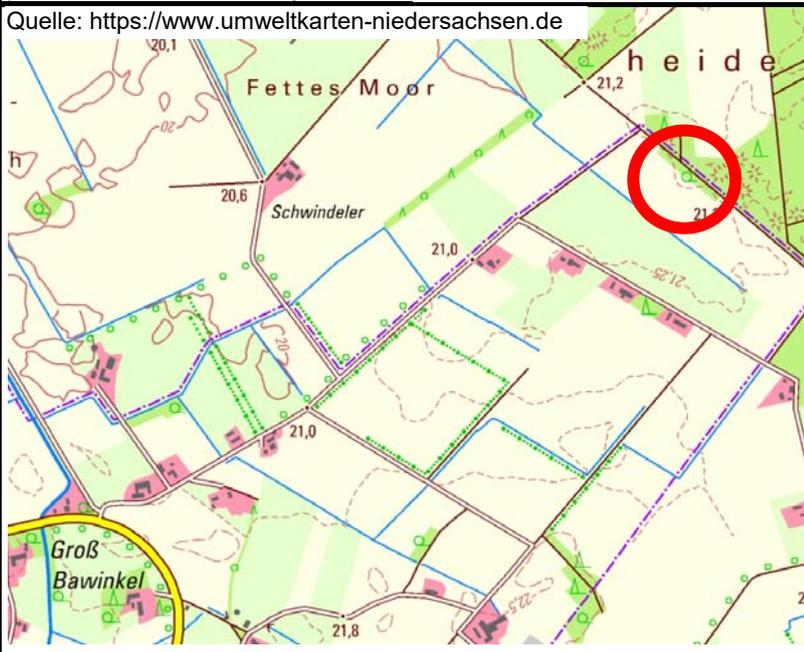 Quelle: https://www.umweltkarten-niedersachsen.de
20,1
heide
21,2
Fettes Moor
20
h
20,6
Schwindeler
21,0
21,25
20
21,0
Groß
Bawinkel
22,5
21,8